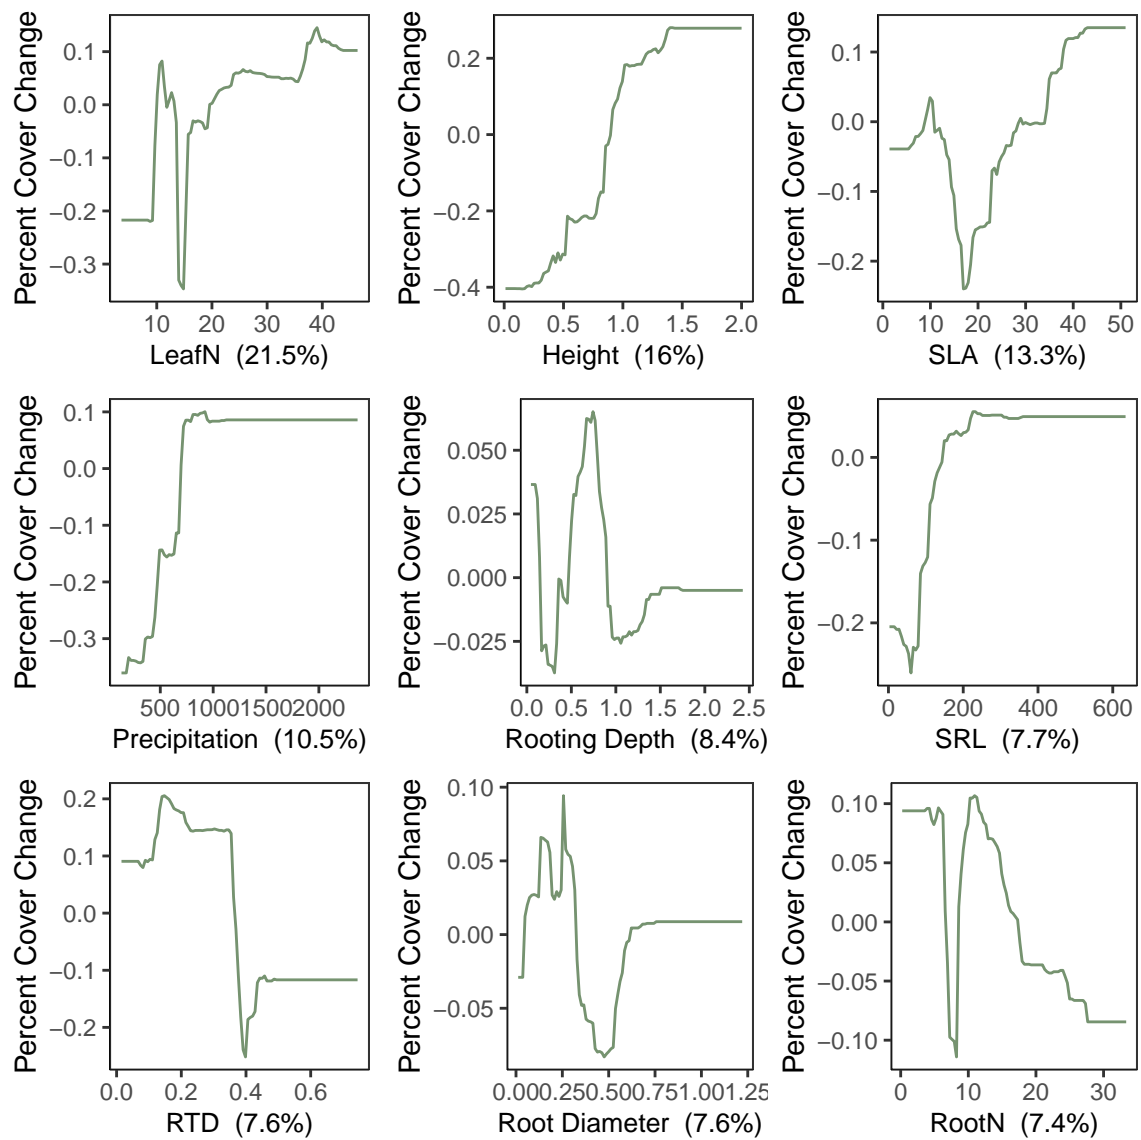 Percent Cover Change
0.1
0.0
−0.1
−0.2
−0.3
10 20 30 40
LeafN (21.5%)
Percent Cover Change
0.2
0.0
−0.2
−0.4
0.0 0.5 1.0 1.5 2.0
Height (16%)
Percent Cover Change
0.1
0.0
−0.1
−0.2
0 10 20 30 40 50
SLA (13.3%)
Percent Cover Change
0.1
0.0
−0.1
−0.2
−0.3
500 1000 1500 2000
Precipitation (10.5%)
Percent Cover Change
0.050
0.025
0.000
−0.025
0.0 0.5 1.0 1.5 2.0 2.5
Rooting Depth (8.4%)
Percent Cover Change
0.0
−0.1
−0.2
0 200 400 600
SRL (7.7%)
Percent Cover Change
0.2
0.1
0.0
−0.1
−0.2
0.0 0.2 0.4 0.6
RTD (7.6%)
Percent Cover Change
0.10
0.05
0.00
−0.05
0.00 0.25 0.50 0.75 1.00 1.25
Root Diameter (7.6%)
Percent Cover Change
0.10
0.05
0.00
−0.05
−0.10
0 10 20 30
RootN (7.4%)